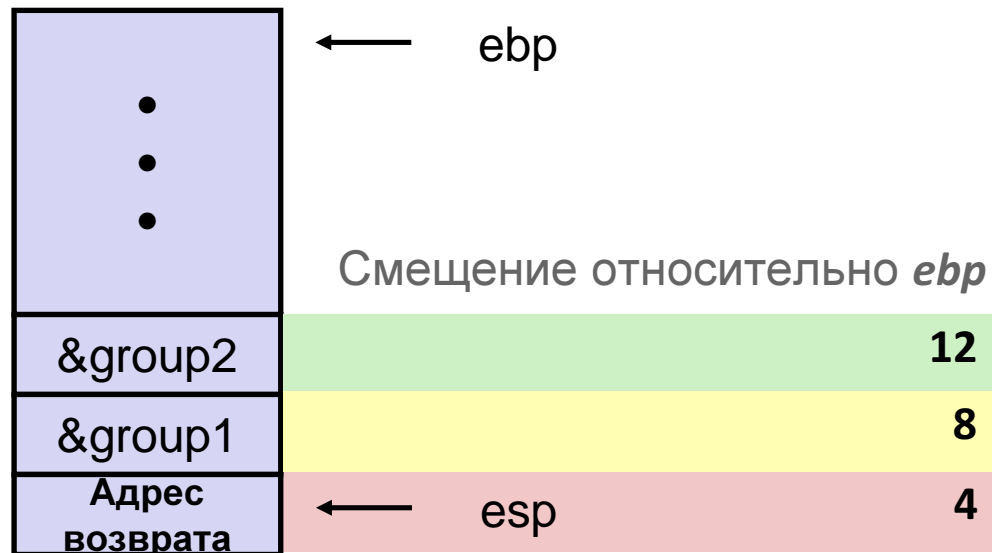 ebp
Смещение относительно ebp
&group2 12
&group1 8
Адрес
возврата
esp 4